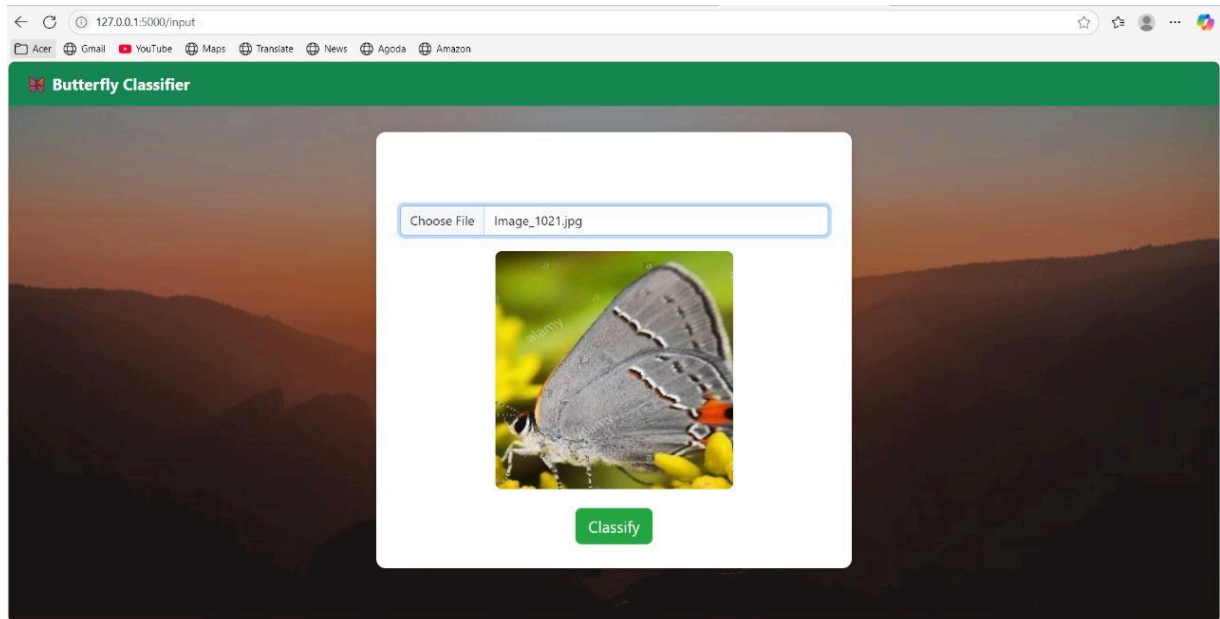 127.0.0.1:5000/input
Acer Gmail YouTube Maps Translate News Agoda Amazon
Butterfly Classifier
Choose File Image_1021.jpg
alamy
Classify